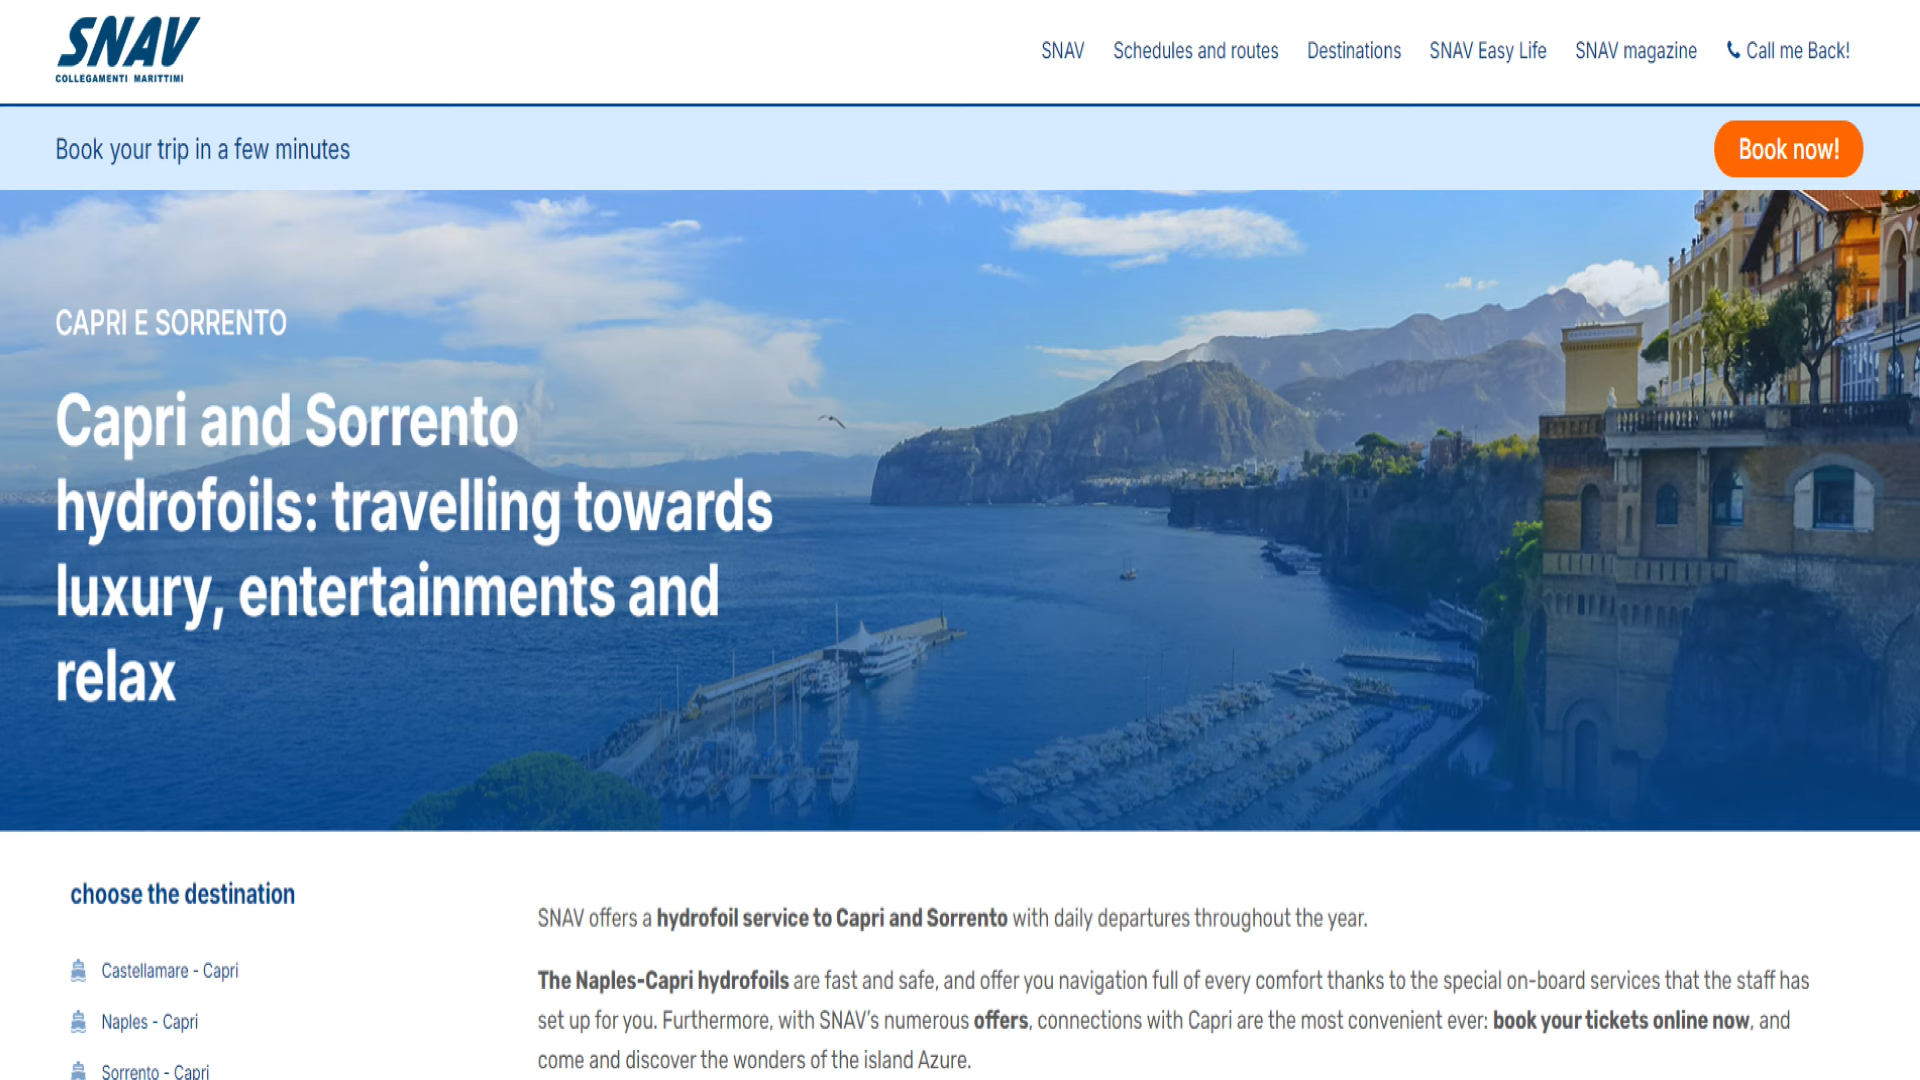 SNAV
COLLEGAMENTI MARITTIMI
SNAV Schedules and routes Destinations SNAV Easy Life SNAV magazine Call me Back!
Book your trip in a few minutes
Book now!
CAPRI E SORRENTO
Capri and Sorrento
hydrofoils: travelling towards
luxury, entertainments and
relax
choose the destination
Castellamare - Capri
Naples - Capri
Sorrento - Capri
SNAV offers a hydrofoil service to Capri and Sorrento with daily departures throughout the year.
The Naples-Capri hydrofoils are fast and safe, and offer you navigation full of every comfort thanks to the special on-board services that the staff has
set up for you. Furthermore, with SNAV's numerous offers, connections with Capri are the most convenient ever: book your tickets online now, and
come and discover the wonders of the island Azure.